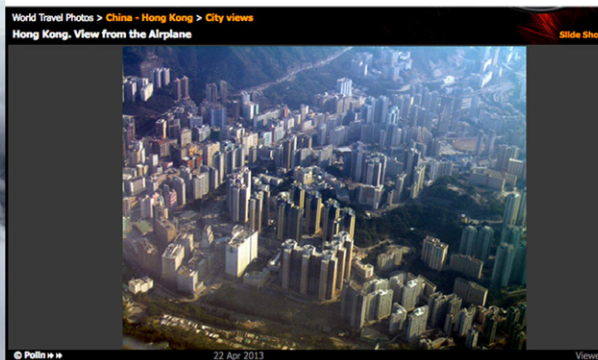 World Travel Photos > China - Hong Kong > City views
Hong Kong. View from the Airplane
Slide Sho
© Polin
22 Apr 2013
Viewe